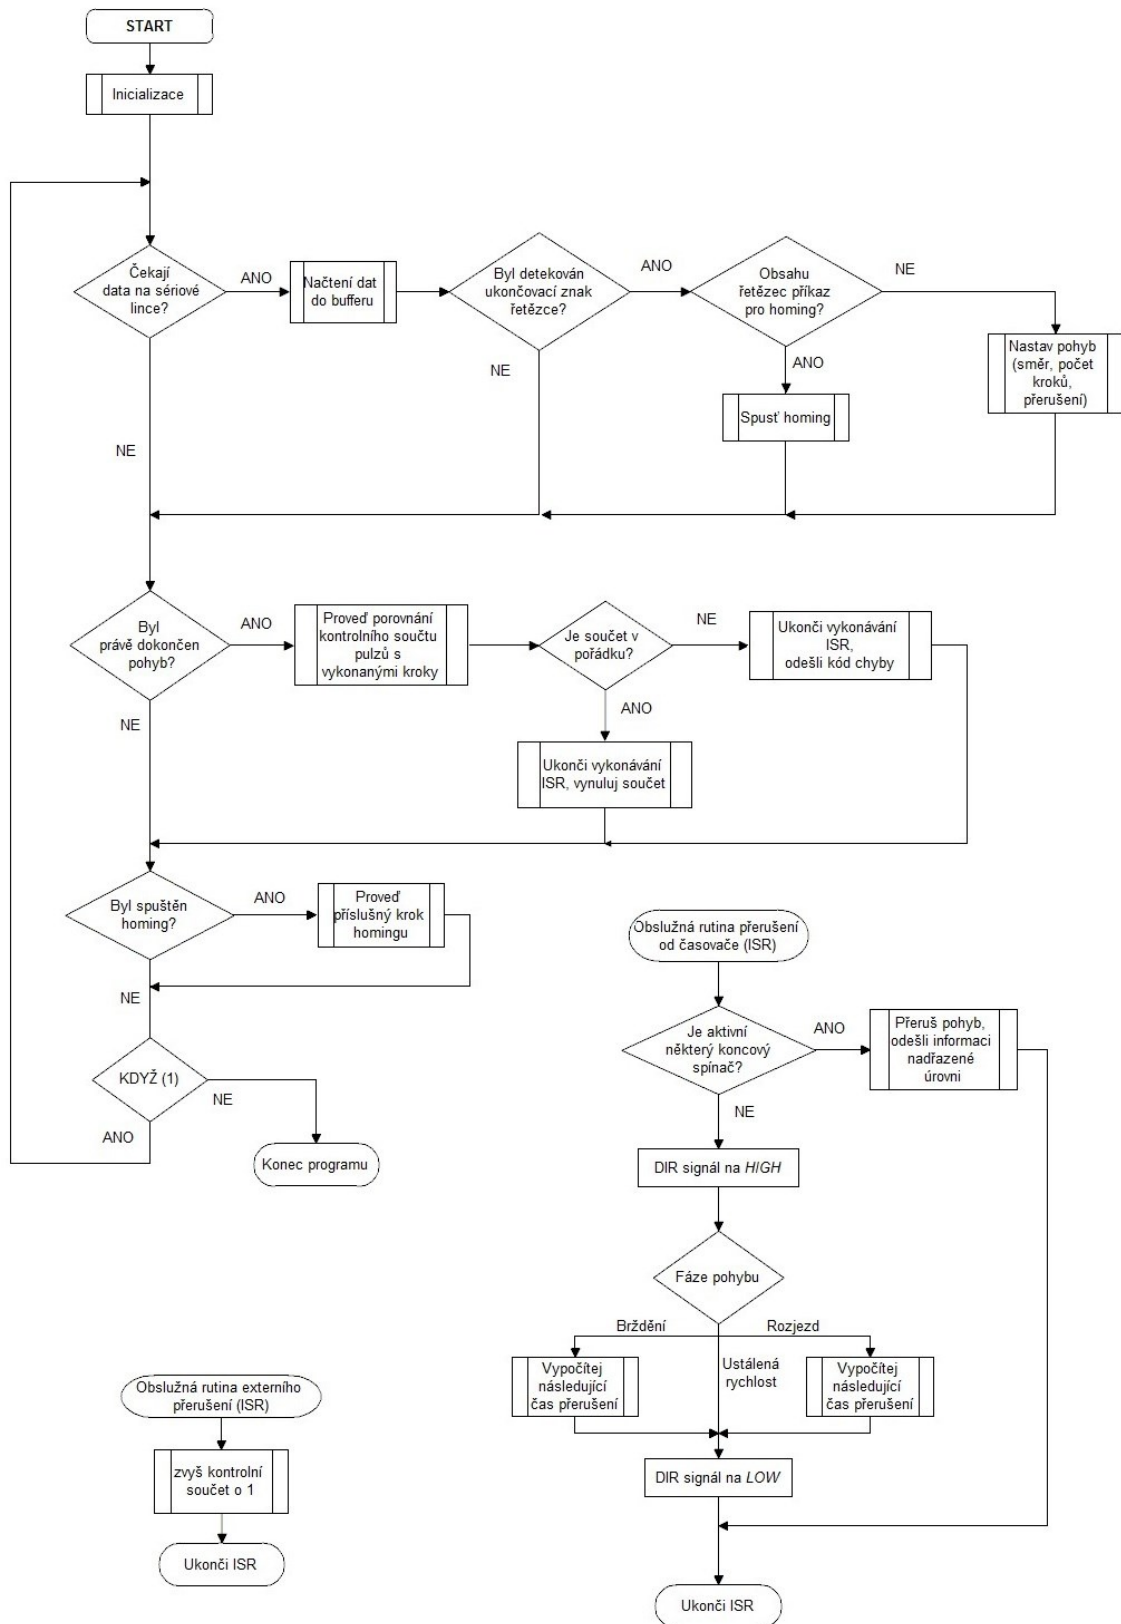 START
Inicializace
Čekají
data na sériové
lince?
ANO
Načtení dat
do bufferu
Byl detekován
ukončovací znak
řetězce?
ANO
Obsahu
řetězec příkaz
pro homing?
NE
Nastav pohyb
(směr, počet
kroků,
přerušení)
NE
ANO
Spusť homing
NE
Byl
právě dokončen
pohyb?
ANO
Proveď porovnání
kontrolního součtu
pulzů s
vykonanými kroky
Je součet v
pořádku?
NE
Ukonči vykonávání
ISR,
odešli kód chyby
ANO
Ukonči vykonávání
ISR, vynuluj součet
NE
Byl spuštěn
homing?
ANO
Proveď
příslušný krok
homingu
NE
KDYŽ (1)
NE
ANO
Konec programu
Obslužná rutina přerušení
od časovače (ISR)
Je aktivní
některý koncový
spínač?
ANO
Přeruš pohyb,
odešli informaci
nadřazené
úrovni
NE
DIR signál na HIGH
Fáze pohybu
Brždění
Rozjezd
Ustálená
rychlost
Vypočítej
následující
čas přerušení
Vypočítej
následující
čas přerušení
DIR signál na LOW
Ukonči ISR
Obslužná rutina externího
přerušení (ISR)
zvyš kontrolní
součet o 1
Ukonči ISR